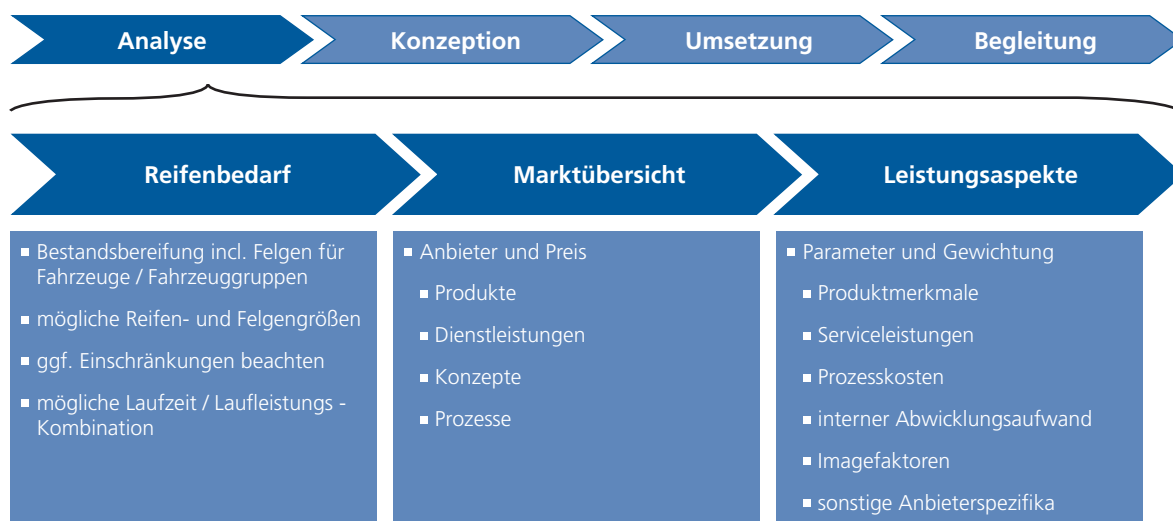 Analyse
Konzeption
Umsetzung
Begleitung
Reifenbedarf
Marktübersicht
Leistungsaspekte
Bestandsbereifung incl. Felgen für
Fahrzeuge / Fahrzeuggruppen
mögliche Reifen- und Felgengrößen
ggf. Einschränkungen beachten
mögliche Laufzeit / Laufleistungs -
Kombination
Anbieter und Preis
Produkte
Dienstleistungen
Konzepte
Prozesse
Parameter und Gewichtung
Produktmerkmale
Serviceleistungen
Prozesskosten
interner Abwicklungsaufwand
Imagefaktoren
sonstige Anbieterspezifika